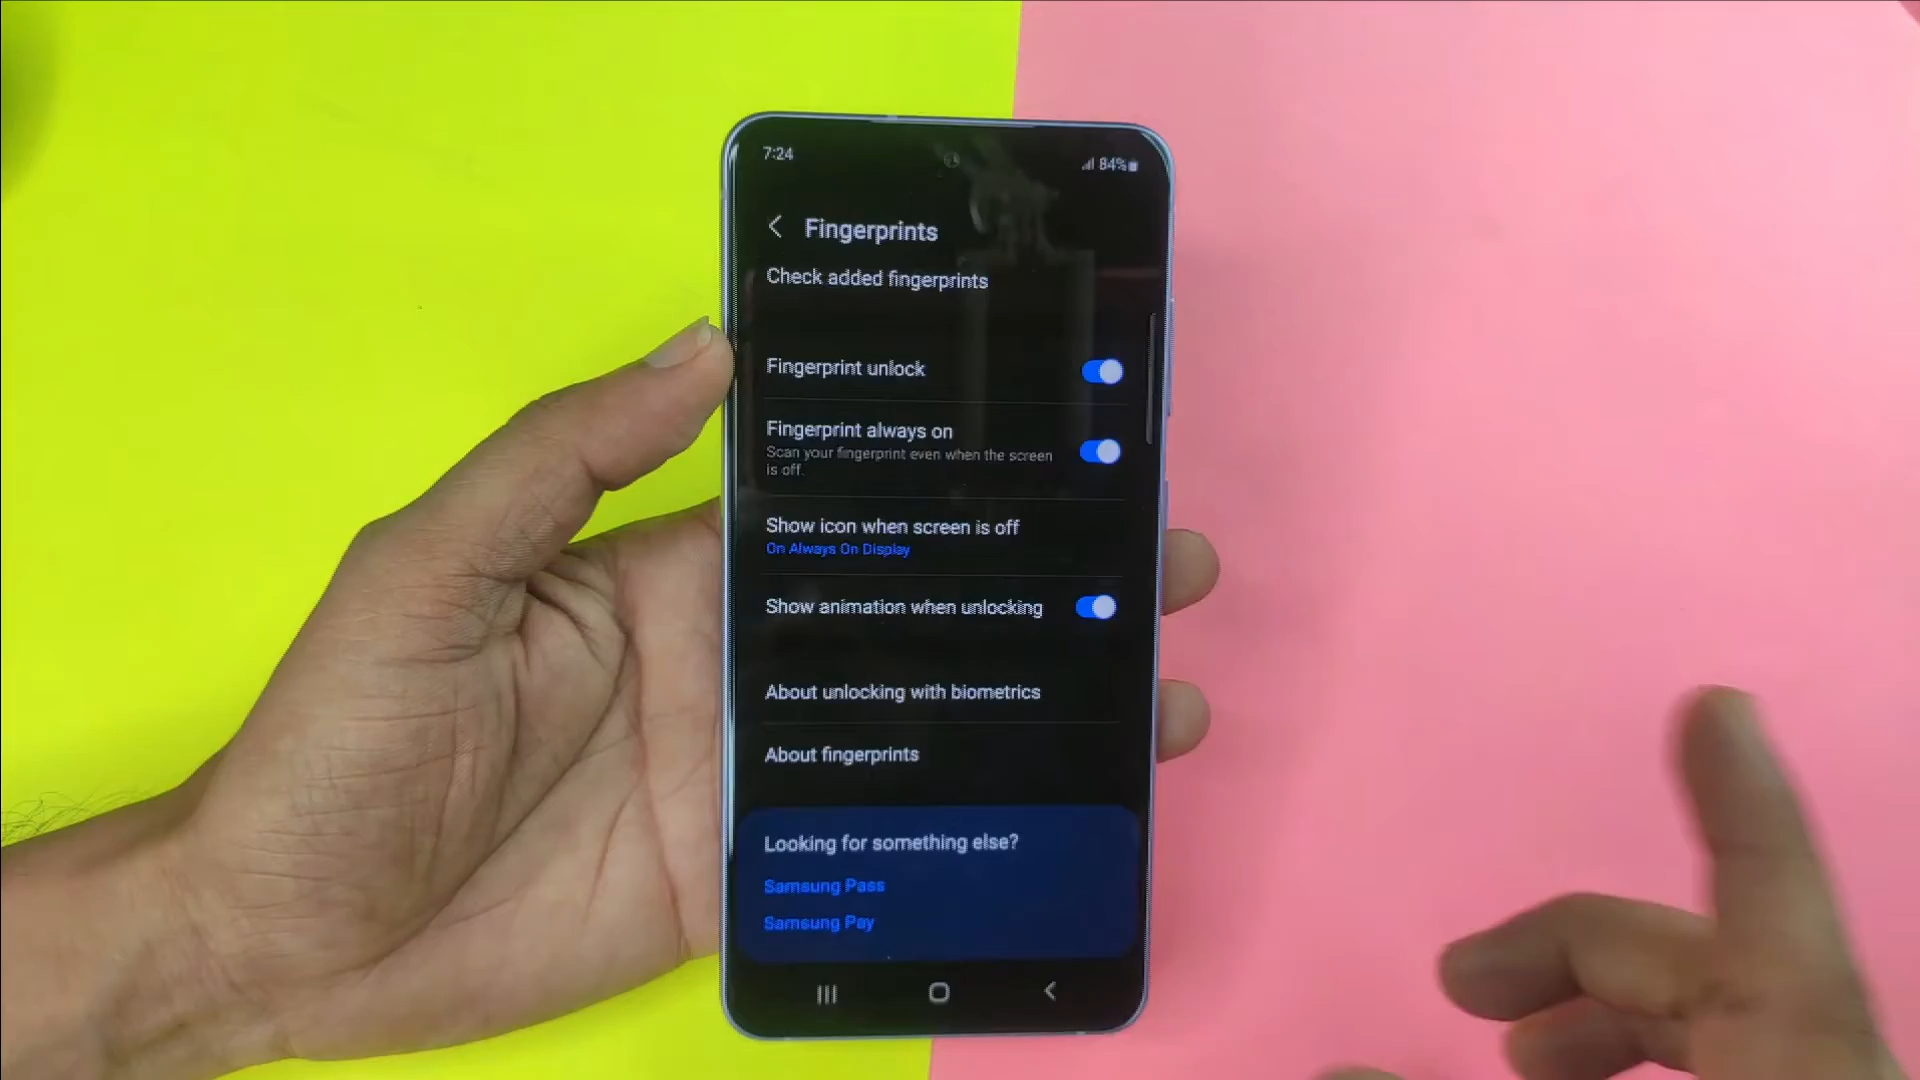 7:24
84%
Fingerprints
Check added fingerprints
Fingerprint unlock
Fingerprint always on
Scan your fingerprint even when the screen
is off.
Show icon when screen is off
On Always On Display
Show animation when unlocking
About unlocking with biometrics
About fingerprints
Looking for something else?
Samsung Pass
Samsung Pay